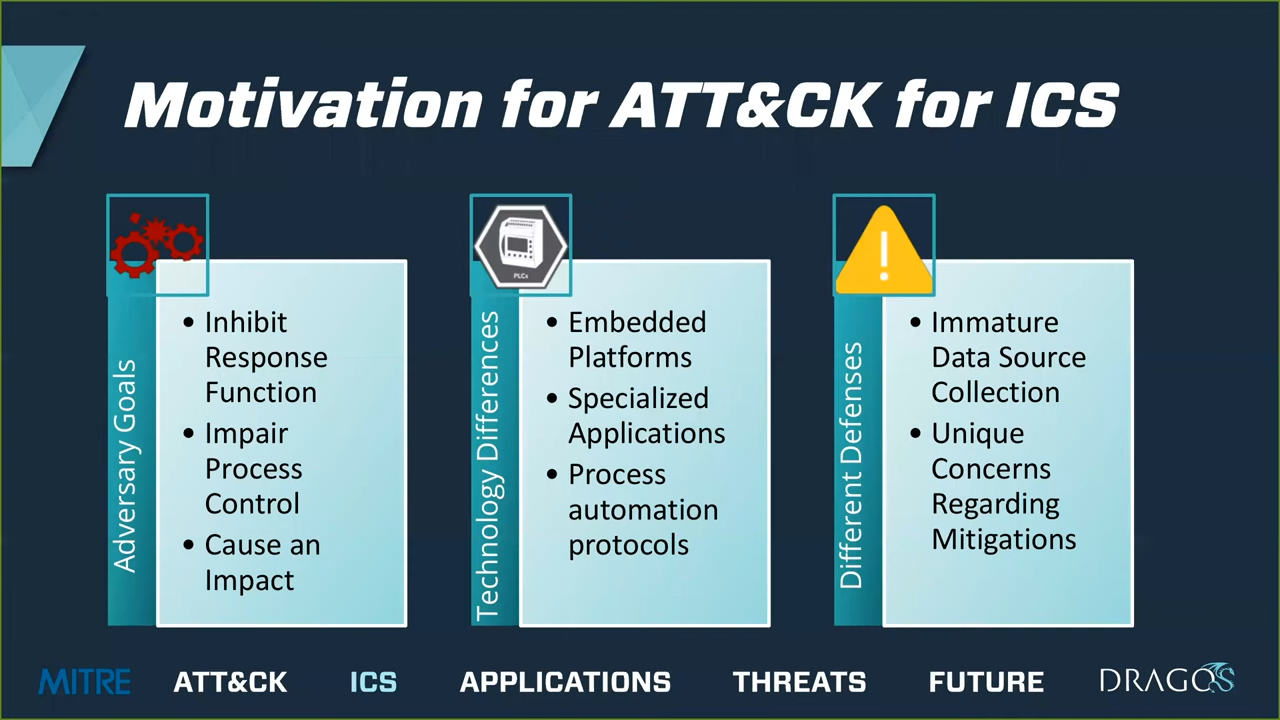 Motivation for ATT&CK for ICS
Adversary Goals
• Inhibit
Response
Function
• Impair
Process
Control
• Cause an
Impact
PLCs
Technology Differences
• Embedded
Platforms
• Specialized
Applications
• Process
automation
protocols
!
Different Defenses
• Immature
Data Source
Collection
• Unique
Concerns
Regarding
Mitigations
MITRE ATT&CK ICS APPLICATIONS THREATS FUTURE DRAGOS